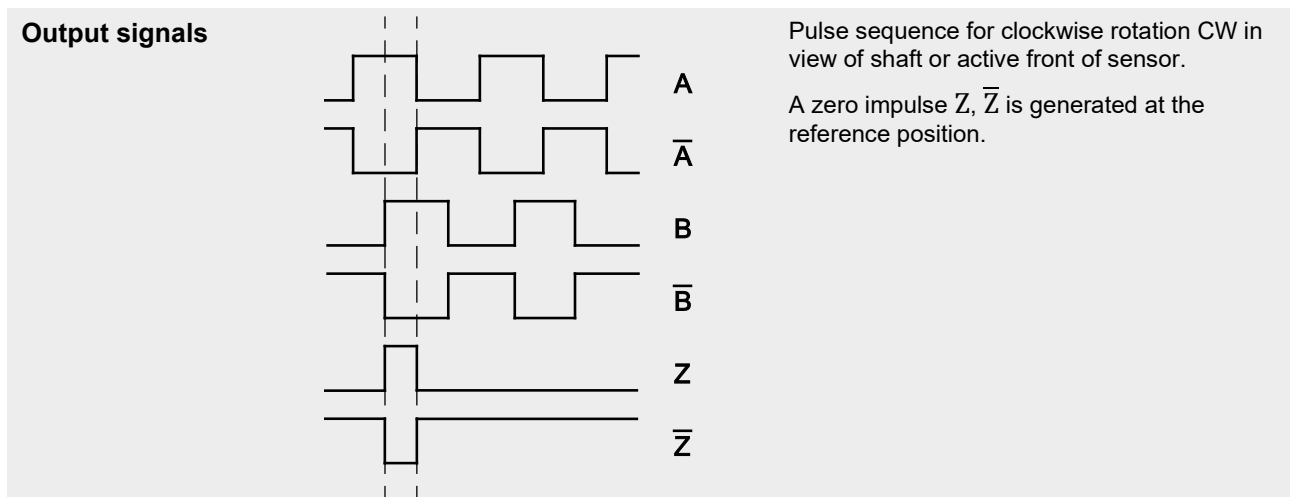 Output signals
A
A̅
B
B̅
Z
Z̅
Pulse sequence for clockwise rotation CW in
view of shaft or active front of sensor.
A zero impulse Z, Z̅ is generated at the
reference position.